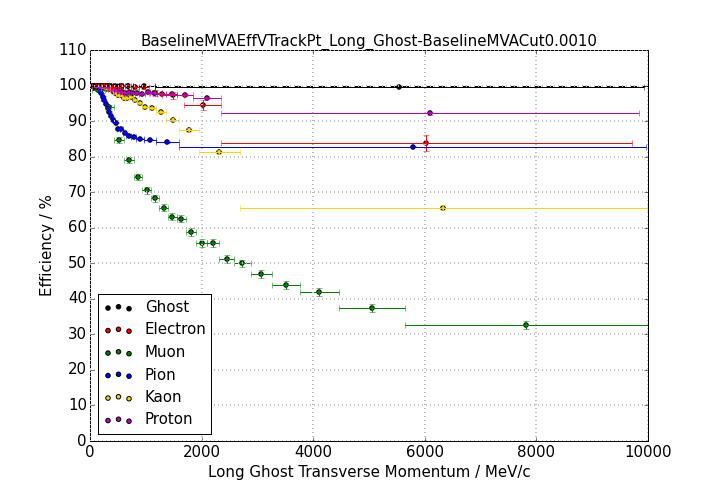 BaselineMVAEffVTrackPt_Long_Ghost-BaselineMVACut0.0010
110
100
90
80
70
60
50
40
30
20
10
0
Efficiency / %
Ghost
Electron
Muon
Pion
Kaon
Proton
0 2000 4000 6000 8000 10000
Long Ghost Transverse Momentum / MeV/c